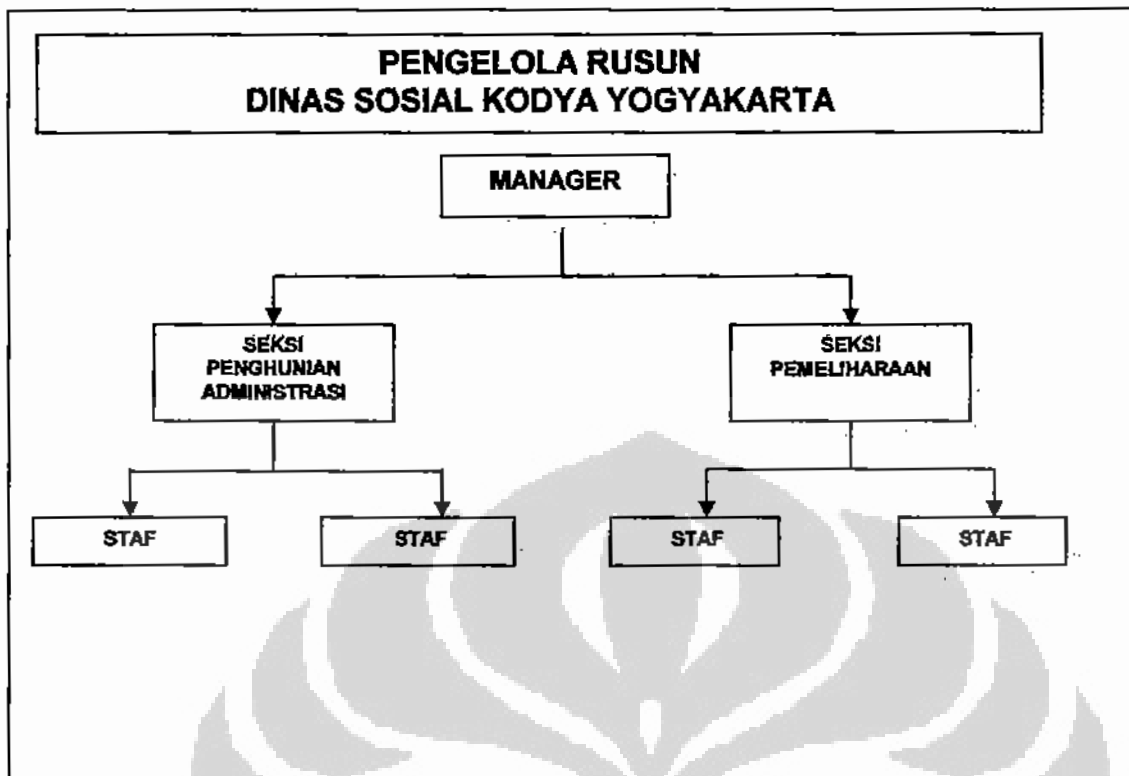 PENGELOLA RUSUN
DINAS SOSIAL KODYA YOGYAKARTA
MANAGER
SEKSI
PENGHUNIAN
ADMINISTRASI
SEKSI
PEMELIHARAAN
STAF
STAF
STAF
STAF